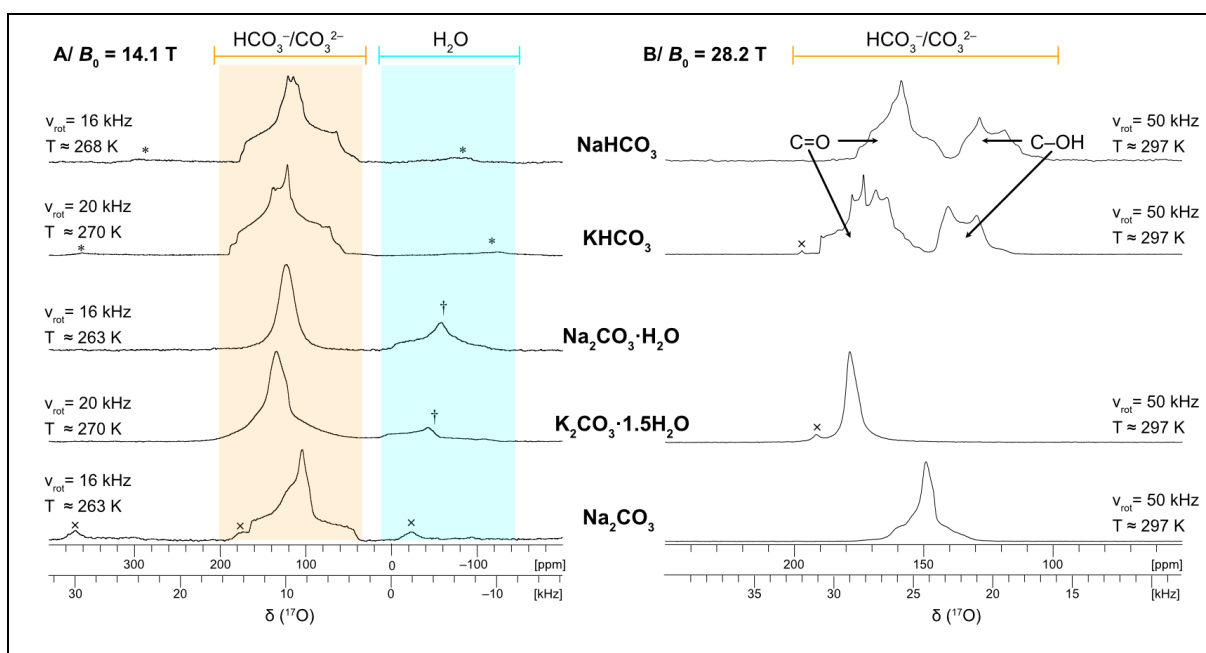 A/ B₀ = 14.1 T
HCO₃⁻/CO₃²⁻
H₂O
B/ B₀ = 28.2 T
HCO₃⁻/CO₃²⁻
νrot= 16 kHz
T ≈ 268 K
*
*
NaHCO₃
C=O
C–OH
νrot= 50 kHz
T ≈ 297 K
νrot= 20 kHz
T ≈ 270 K
*
*
KHCO₃
×
νrot= 50 kHz
T ≈ 297 K
νrot= 16 kHz
T ≈ 263 K
†
Na₂CO₃·H₂O
νrot= 20 kHz
T ≈ 270 K
†
K₂CO₃·1.5H₂O
×
νrot= 50 kHz
T ≈ 297 K
νrot= 16 kHz
T ≈ 263 K
×
×
×
Na₂CO₃
νrot= 50 kHz
T ≈ 297 K
300 200 100 0 –100 [ppm]
30 20 10 0 –10 [kHz]
δ (¹⁷O)
200 150 100 [ppm]
35 30 25 20 15 [kHz]
δ (¹⁷O)